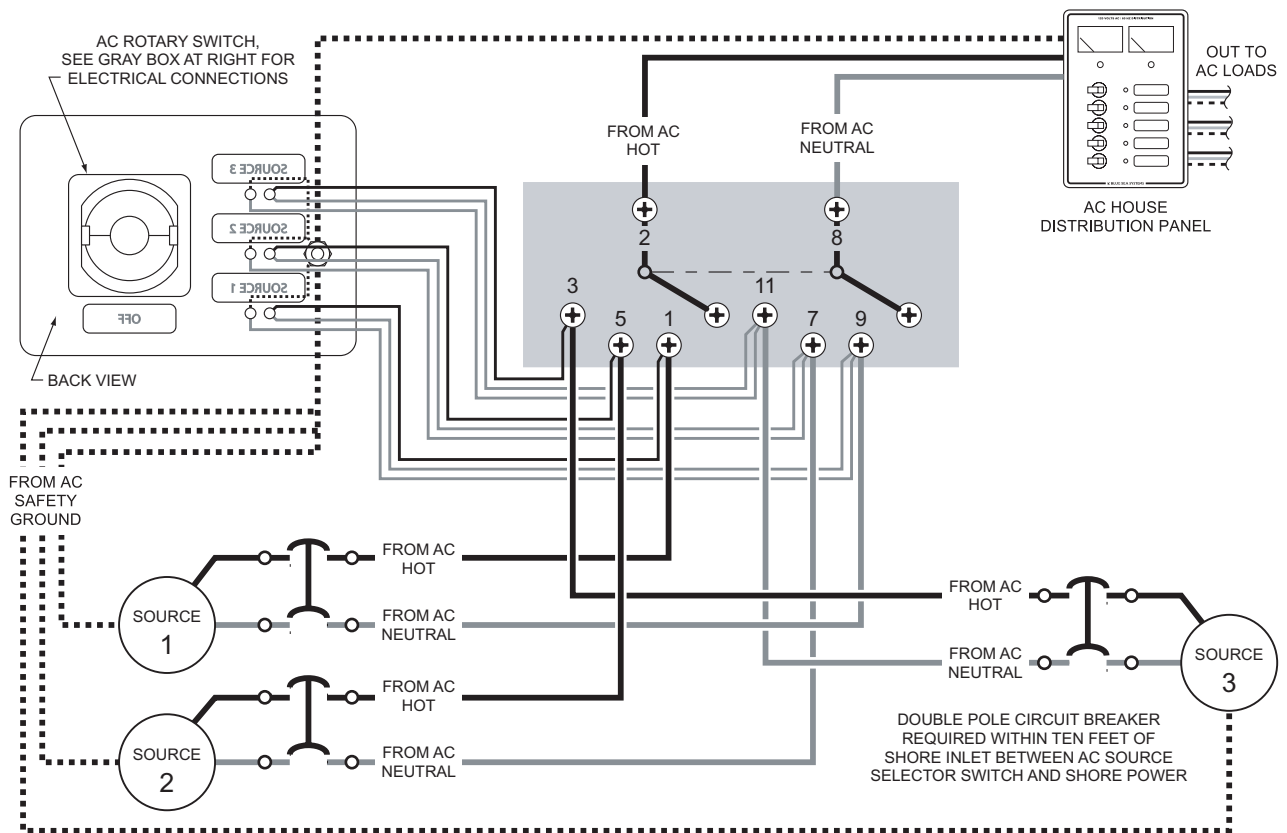 AC ROTARY SWITCH,
SEE GRAY BOX AT RIGHT FOR
ELECTRICAL CONNECTIONS
SOURCE 3
SOURCE 2
SOURCE 1
OFF
BACK VIEW
FROM AC
HOT
FROM AC
NEUTRAL
OUT TO
AC LOADS
AC HOUSE
DISTRIBUTION PANEL
2
8
3
11
5
1
7
9
FROM AC
SAFETY
GROUND
SOURCE
1
FROM AC
HOT
FROM AC
NEUTRAL
SOURCE
2
FROM AC
HOT
FROM AC
NEUTRAL
FROM AC
HOT
FROM AC
NEUTRAL
SOURCE
3
DOUBLE POLE CIRCUIT BREAKER
REQUIRED WITHIN TEN FEET OF
SHORE INLET BETWEEN AC SOURCE
SELECTOR SWITCH AND SHORE POWER